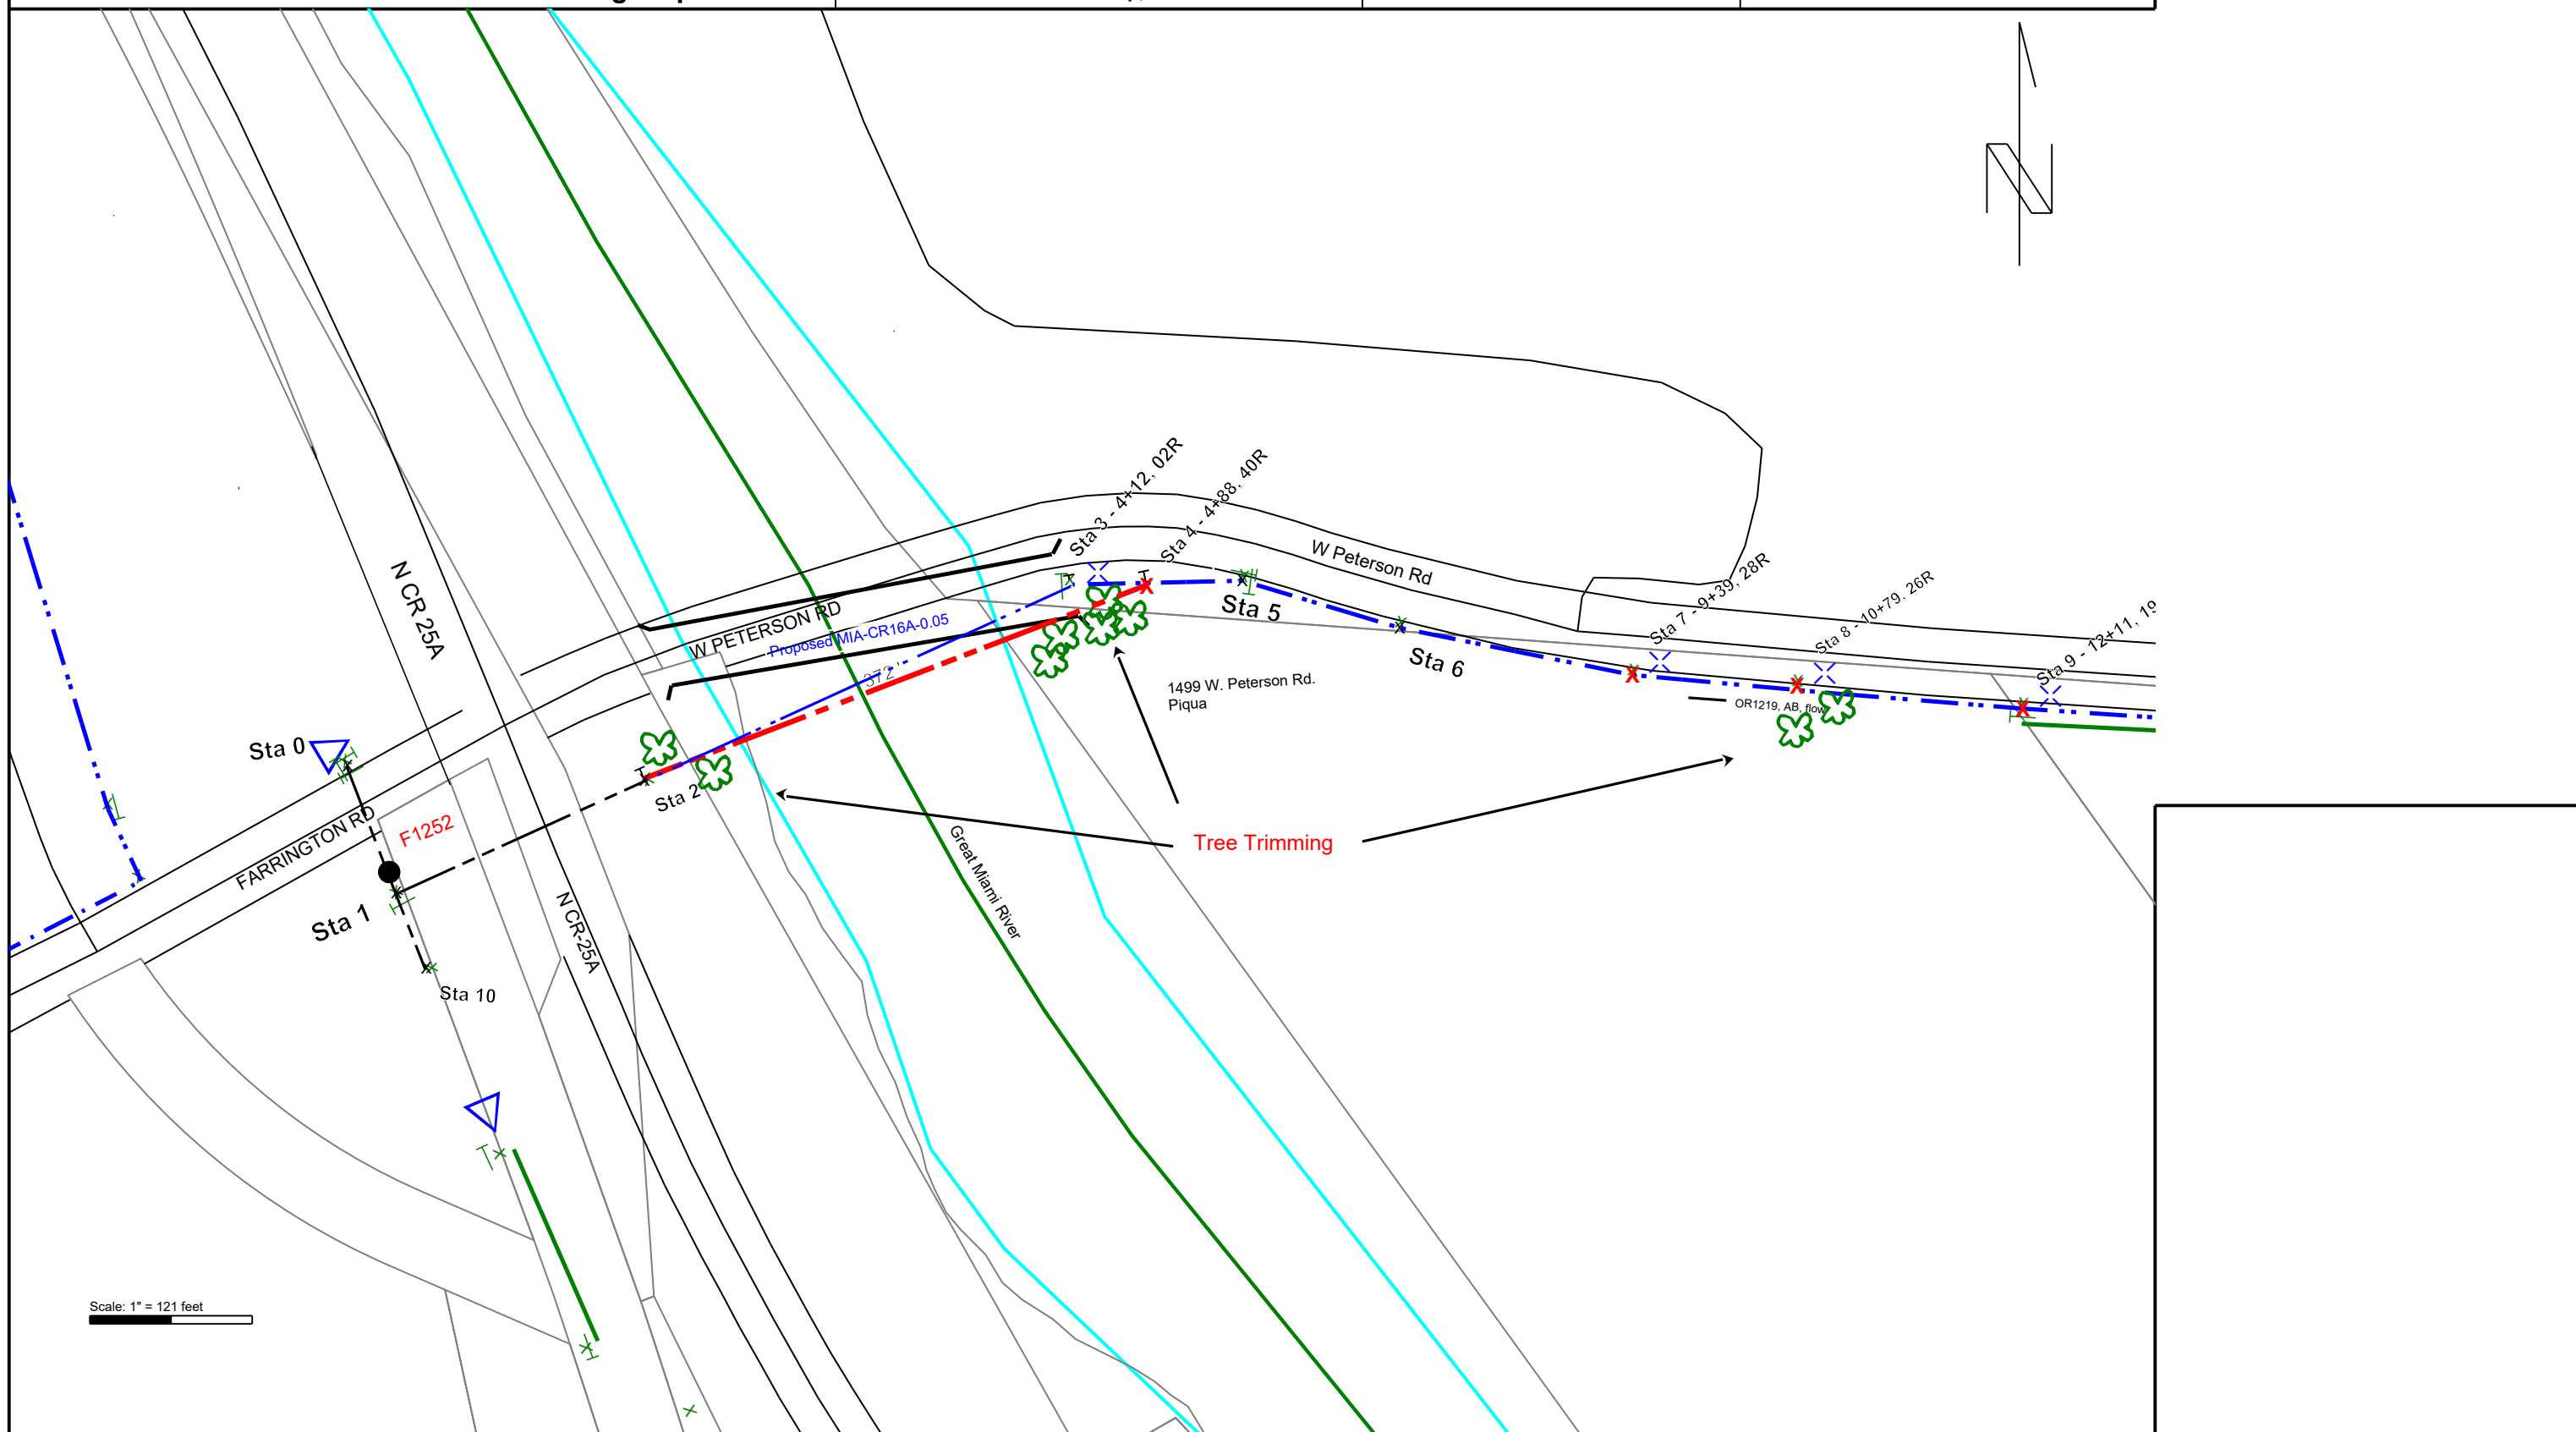 N
Sta 3 - 4+12, 02R
Sta 4 - 4+88, 40R
N CR 25A
W Peterson Rd
Sta 7 - 9+39, 28R
Sta 8 - 10+79, 26R
Sta 9 - 12+11, 19
W PETERSON RD
Proposed MIA-CR16A-0.05
372'
Sta 5
Sta 6
1499 W. Peterson Rd.
Piqua
OR1219, AB, flow
Sta 0
Sta 2
F1252
FARRINGTON RD
Tree Trimming
Great Miami River
Sta 1
N CR-25A
Sta 10
Scale: 1" = 121 feet